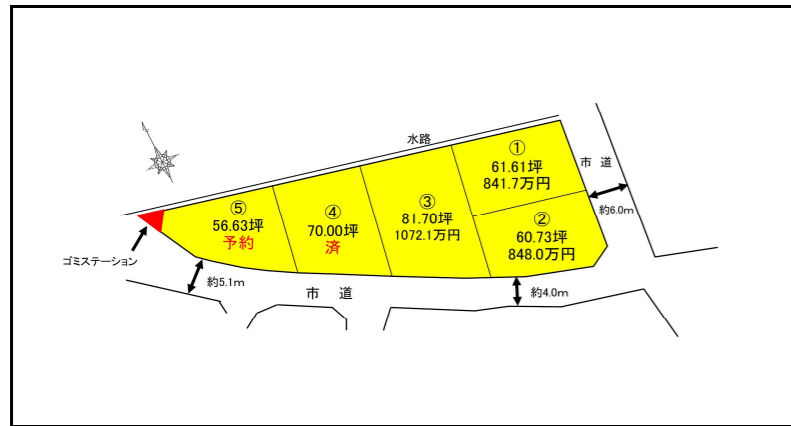 水路
①
61.61坪
841.7万円
市 道
約6.0m
②
60.73坪
848.0万円
③
81.70坪
1072.1万円
④
70.00坪
済
⑤
56.63坪
予約
ゴミステーション
約5.1m
市 道
約4.0m